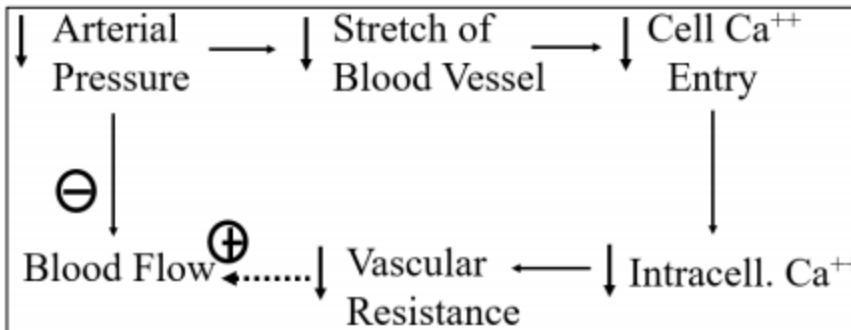 ↓ Arterial Pressure → ↓ Stretch of Blood Vessel → ↓ Cell Ca⁺⁺ Entry
⊖
⊕
Blood Flow ↓ Vascular Resistance ← ↓ Intracell. Ca⁺⁺